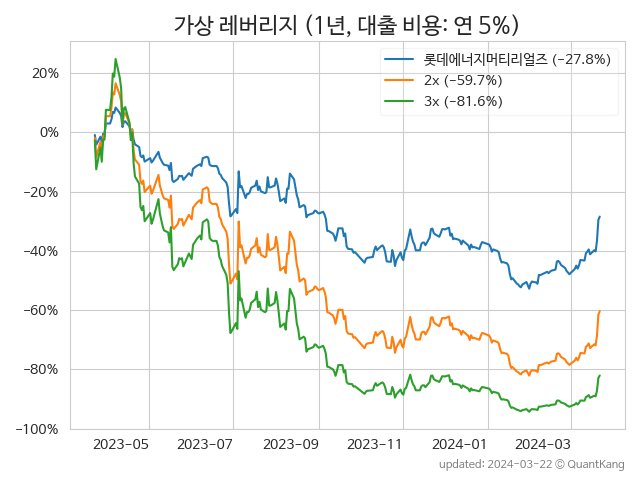 가상 레버리지 (1년, 대출 비용: 연 5%)
롯데에너지머티리얼즈 (−27.8%)
2x (−59.7%)
3x (−81.6%)
20%
0%
−20%
−40%
−60%
−80%
−100%
2023-05 2023-07 2023-09 2023-11 2024-01 2024-03
updated: 2024-03-22 © QuantKang